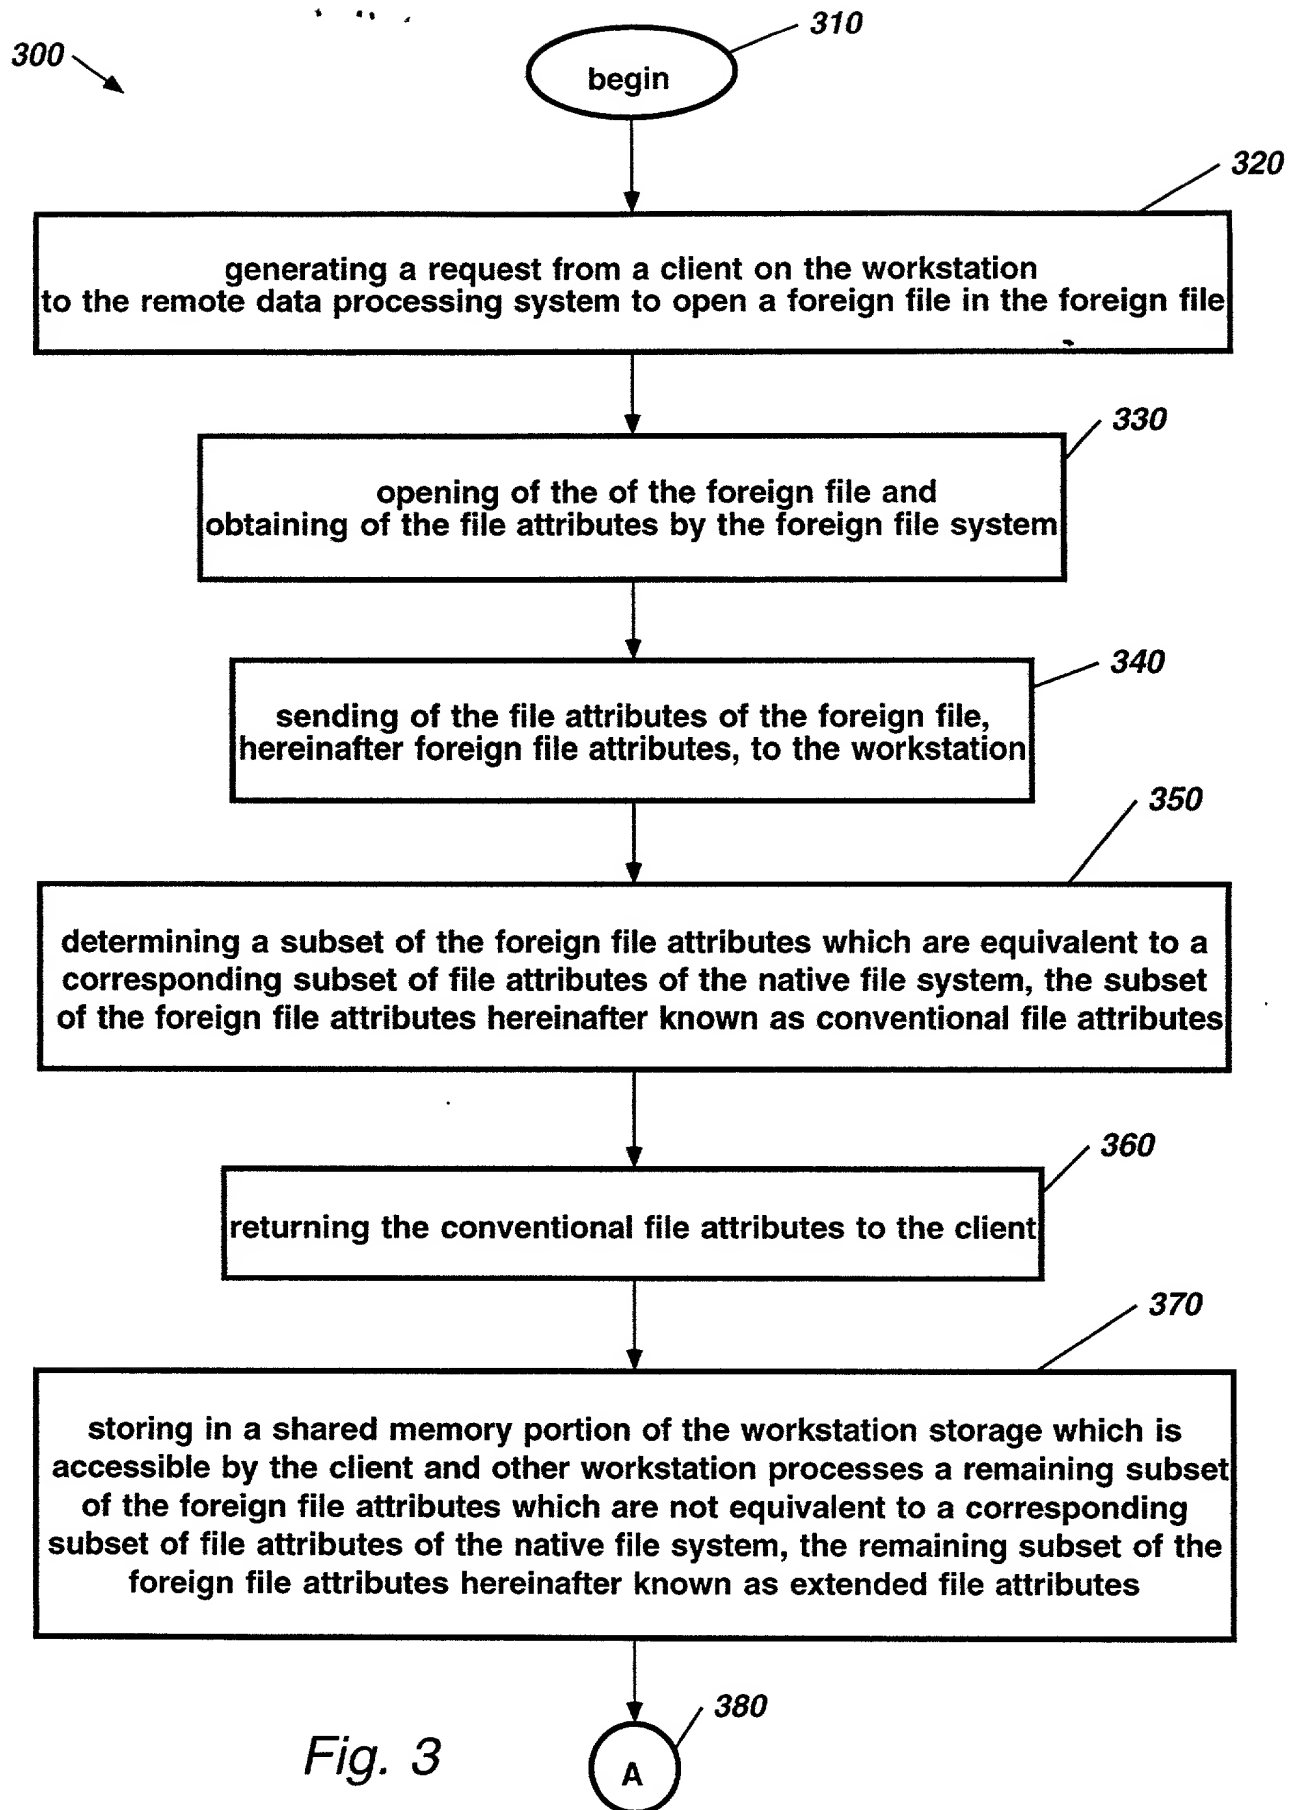 310
300
begin
320
generating a request from a client on the workstation
to the remote data processing system to open a foreign file in the foreign file
330
opening of the of the foreign file and
obtaining of the file attributes by the foreign file system
340
sending of the file attributes of the foreign file,
hereinafter foreign file attributes, to the workstation
350
determining a subset of the foreign file attributes which are equivalent to a
corresponding subset of file attributes of the native file system, the subset
of the foreign file attributes hereinafter known as conventional file attributes
360
returning the conventional file attributes to the client
370
storing in a shared memory portion of the workstation storage which is
accessible by the client and other workstation processes a remaining subset
of the foreign file attributes which are not equivalent to a corresponding
subset of file attributes of the native file system, the remaining subset of the
foreign file attributes hereinafter known as extended file attributes
380
Fig. 3
A